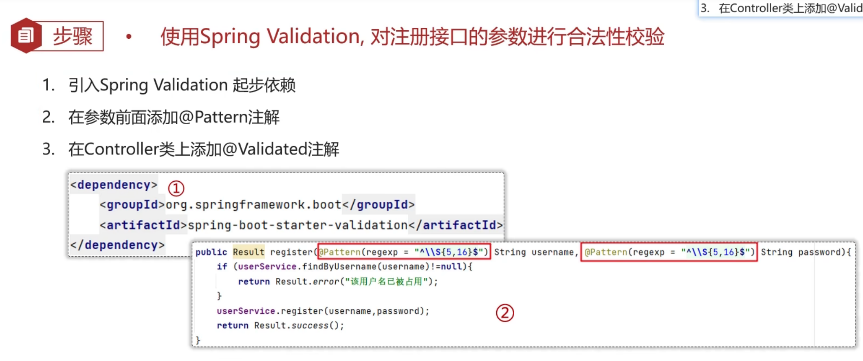 3. 在Controller类上添加@Valid
步骤 • 使用Spring Validation, 对注册接口的参数进行合法性校验
1. 引入Spring Validation 起步依赖
2. 在参数前面添加@Pattern注解
3. 在Controller类上添加@Validated注解
<dependency> ①
<groupId>org.springframework.boot</groupId>
<artifactId>spring-boot-starter-validation</artifactId>
</dependency>
public Result register(@Pattern(regexp = "^\\S{5,16}$") String username, @Pattern(regexp = "^\\S{5,16}$") String password){
if (userService.findByUsername(username)!=null){
return Result.error("该用户名已被占用");
}
userService.register(username,password);
return Result.success(); ②
}